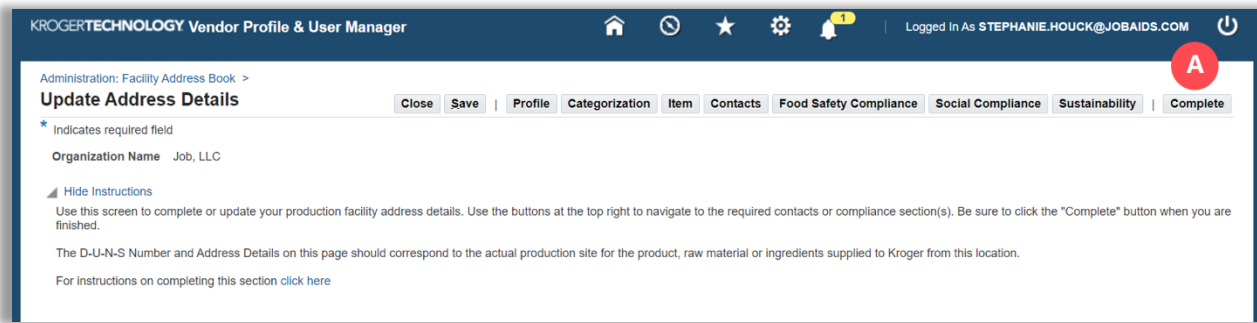 KROGERTECHNOLOGY. Vendor Profile & User Manager
1
Logged In As STEPHANIE.HOUCK@JOBAIDS.COM
A
Administration: Facility Address Book >
Update Address Details
Close Save | Profile Categorization Item Contacts Food Safety Compliance Social Compliance Sustainability | Complete
* Indicates required field
Organization Name Job, LLC
Hide Instructions
Use this screen to complete or update your production facility address details. Use the buttons at the top right to navigate to the required contacts or compliance section(s). Be sure to click the "Complete" button when you are
finished.
The D-U-N-S Number and Address Details on this page should correspond to the actual production site for the product, raw material or ingredients supplied to Kroger from this location.
For instructions on completing this section click here